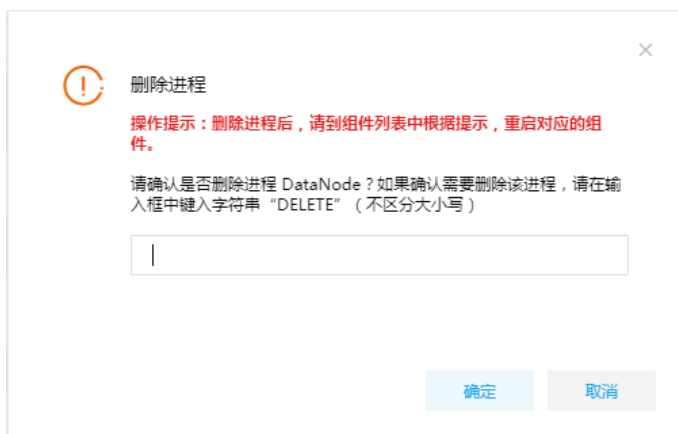 删除进程
操作提示：删除进程后，请到组件列表中根据提示，重启对应的组
件。
请确认是否删除进程 DataNode？如果确认需要删除该进程，请在输
入框中键入字符串“DELETE”（不区分大小写）
确定 取消